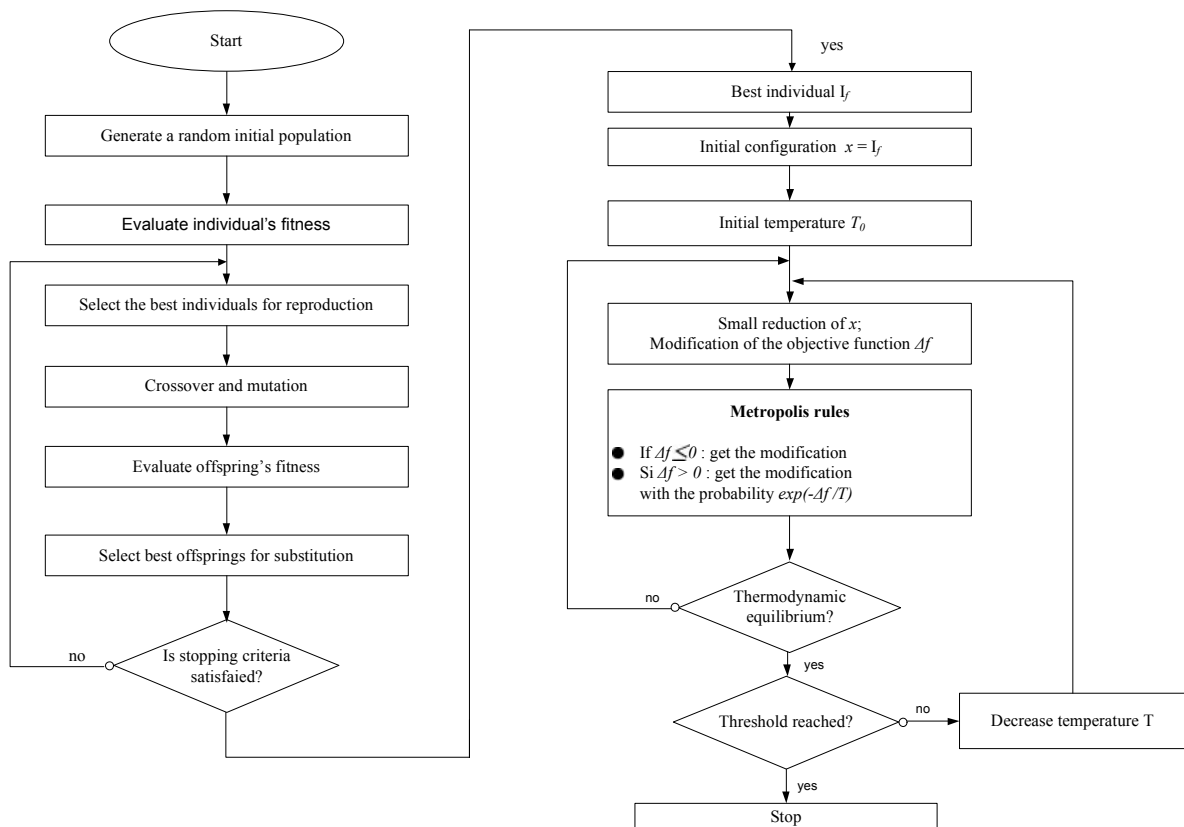 Start
Generate a random initial population
Evaluate individual's fitness
Select the best individuals for reproduction
Crossover and mutation
Evaluate offspring's fitness
Select best offsprings for substitution
no
Is stopping criteria
satisfaied?
yes
Best individual If
Initial configuration x = If
Initial temperature T0
Small reduction of x;
Modification of the objective function Δf
Metropolis rules
● If Δf ≤0 : get the modification
● Si Δf > 0 : get the modification
with the probability exp(-Δf/T)
no
Thermodynamic
equilibrium?
yes
Threshold reached?
no
Decrease temperature T
yes
Stop